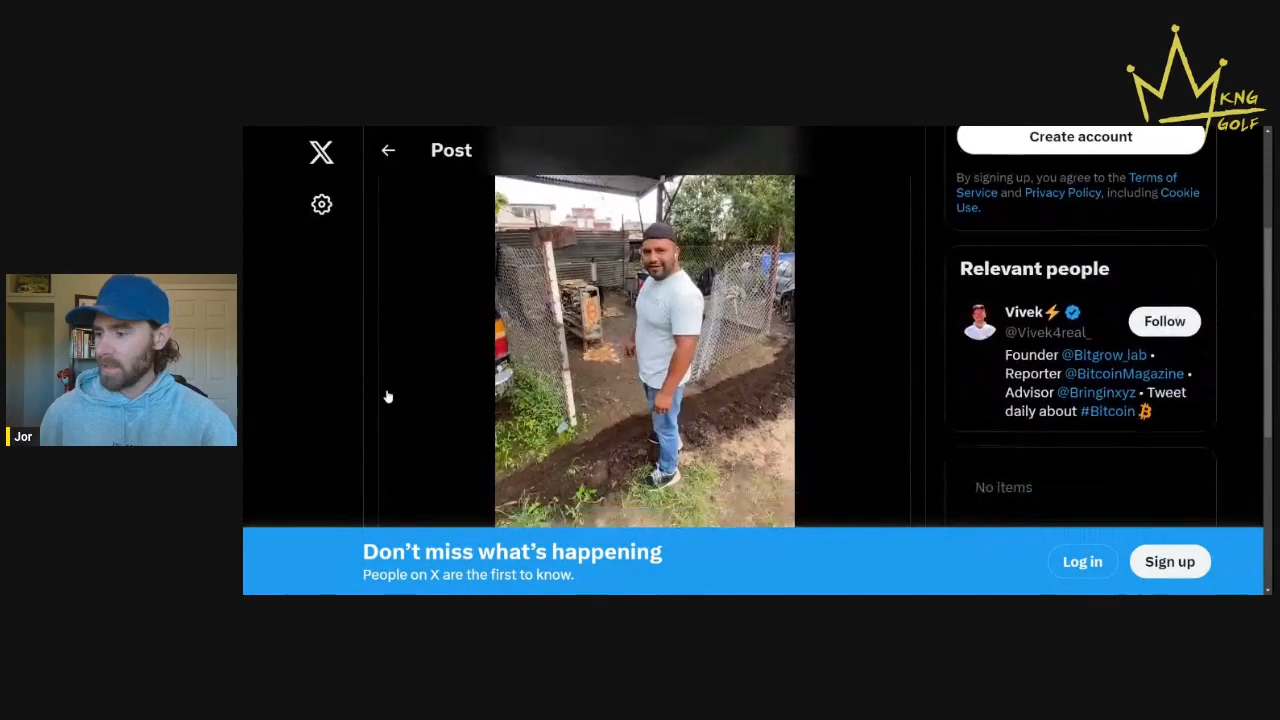 KNG
GOLF
Post
Create account
By signing up, you agree to the Terms of
Service and Privacy Policy, including Cookie
Use.
Relevant people
Vivek⚡
@Vivek4real_
Follow
Founder @Bitgrow_lab •
Reporter @BitcoinMagazine •
Advisor @Bringinxyz • Tweet
daily about #Bitcoin
No items
Jor
Don’t miss what’s happening
People on X are the first to know.
Log in
Sign up